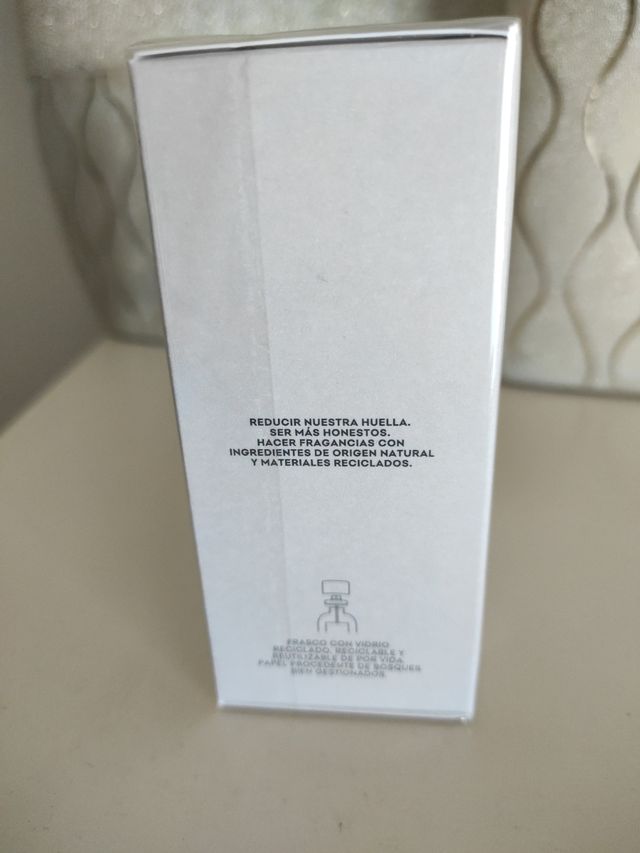 REDUCIR NUESTRA HUELLA.
SER MÁS HONESTOS.
HACER FRAGANCIAS CON
INGREDIENTES DE ORIGEN NATURAL
Y MATERIALES RECICLADOS.
FRASCO CON VIDRIO
RECICLADO, RECICLABLE Y
REUTILIZABLE DE POR VIDA.
PAPEL PROCEDENTE DE BOSQUES
BIEN GESTIONADOS.